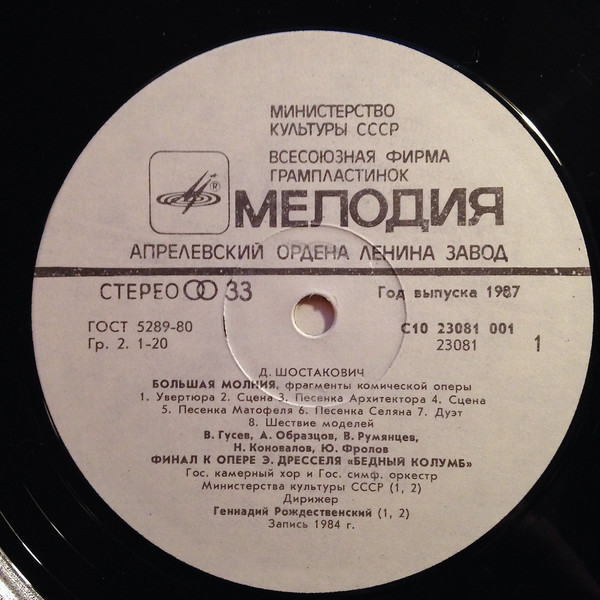 МИНИСТЕРСТВО
КУЛЬТУРЫ СССР
ВСЕСОЮЗНАЯ ФИРМА
ГРАМПЛАСТИНОК
®
МЕЛОДИЯ
АПРЕЛЕВСКИЙ ОРДЕНА ЛЕНИНА ЗАВОД
СТЕРЕО 33
Год выпуска 1987
ГОСТ 5289-80
Гр. 2. 1-20
С10 23081 001
23081
1
Д. ШОСТАКОВИЧ
БОЛЬШАЯ МОЛНИЯ, фрагменты комической оперы
1. Увертюра 2. Сцена 3. Песенка Архитектора 4. Сцена
5. Песенка Матофеля 6. Песенка Селяна 7. Дуэт
8. Шествие моделей
В. Гусев, А. Образцов, В. Румянцев,
Н. Коновалов, Ю. Фролов
ФИНАЛ К ОПЕРЕ Э. ДРЕССЕЛЯ «БЕДНЫЙ КОЛУМБ»
Гос. камерный хор и Гос. симф. оркестр
Министерства культуры СССР (1, 2)
Дирижер
Геннадий Рождественский (1, 2)
Запись 1984 г.